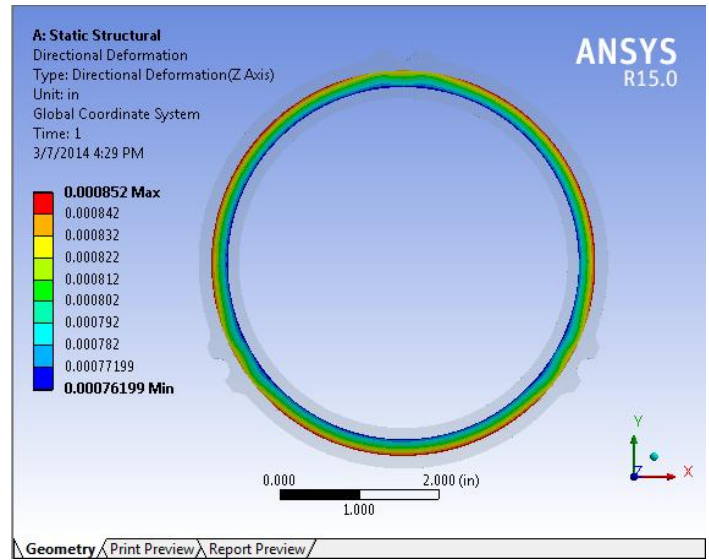 A: Static Structural
Directional Deformation
Type: Directional Deformation(Z Axis)
Unit: in
Global Coordinate System
Time: 1
3/7/2014 4:29 PM
ANSYS
R15.0
0.000852 Max
0.000842
0.000832
0.000822
0.000812
0.000802
0.000792
0.000782
0.00077199
0.00076199 Min
Y
Z
X
0.000 2.000 (in)
1.000
Geometry Print Preview Report Preview